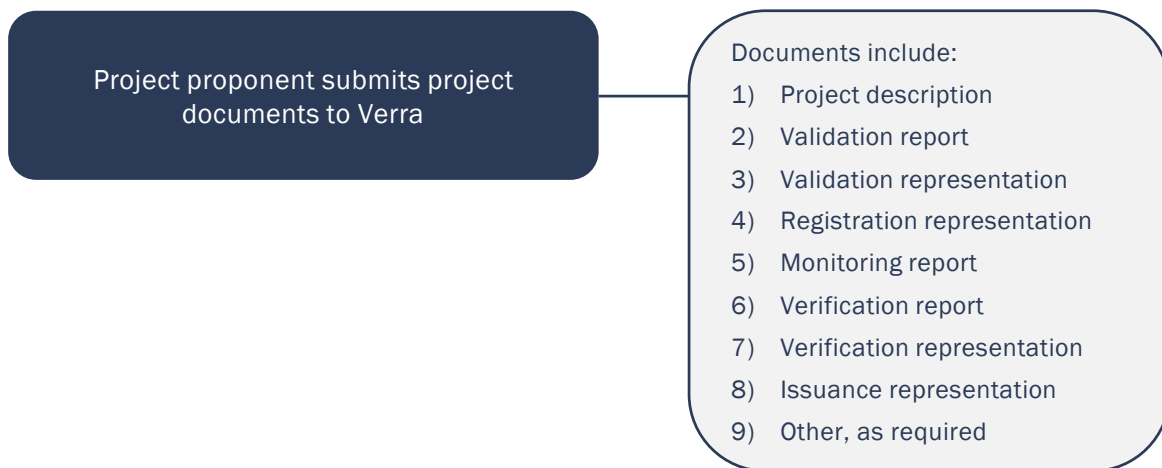 Project proponent submits project
documents to Verra
Documents include:
1) Project description
2) Validation report
3) Validation representation
4) Registration representation
5) Monitoring report
6) Verification report
7) Verification representation
8) Issuance representation
9) Other, as required